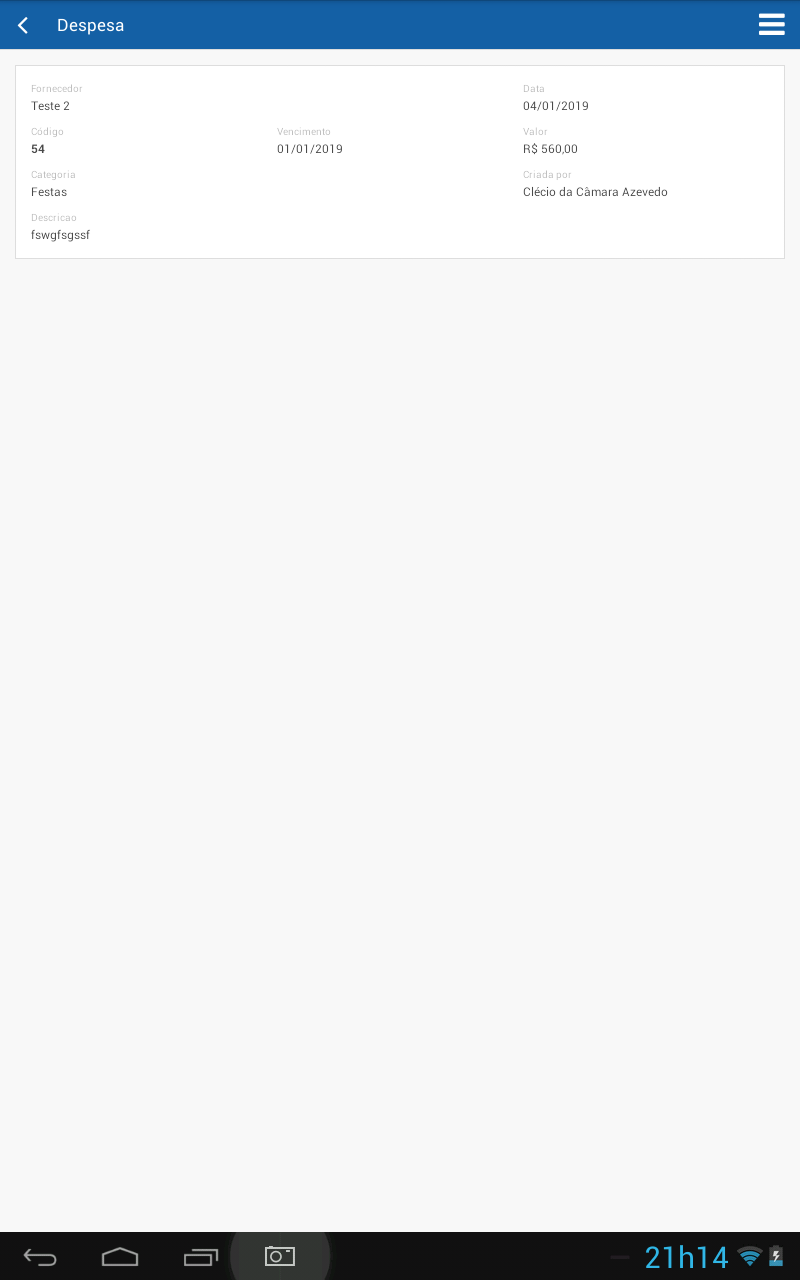 Despesa
Fornecedor
Teste 2
Data
04/01/2019
Código
54
Vencimento
01/01/2019
Valor
R$ 560,00
Categoria
Festas
Criada por
Clécio da Câmara Azevedo
Descricao
fswgfsgssf
21h14